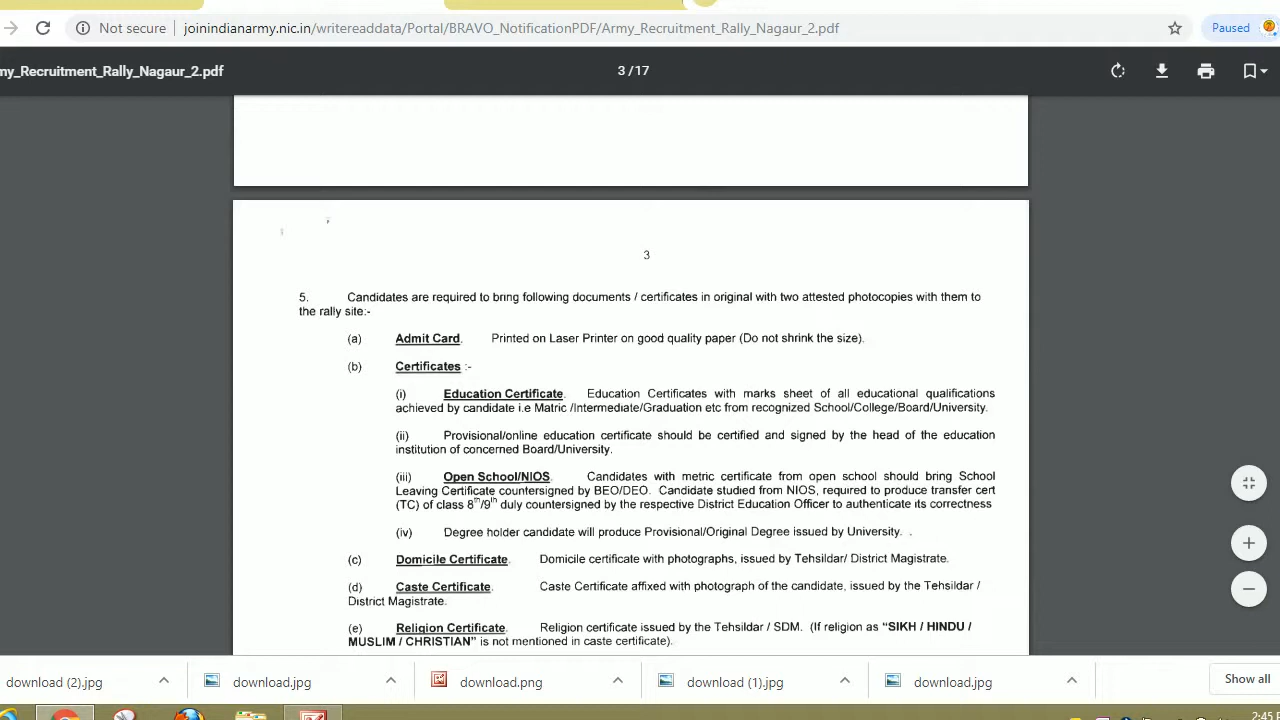 Not secure | joinindianarmy.nic.in/writereaddata/Portal/BRAVO_NotificationPDF/Army_Recruitment_Rally_Nagaur_2.pdf Paused
my_Recruitment_Rally_Nagaur_2.pdf 3 / 17
3
5. Candidates are required to bring following documents / certificates in original with two attested photocopies with them to
the rally site:-
(a) Admit Card. Printed on Laser Printer on good quality paper (Do not shrink the size).
(b) Certificates :-
(i) Education Certificate. Education Certificates with marks sheet of all educational qualifications
achieved by candidate i.e Matric /Intermediate/Graduation etc from recognized School/College/Board/University.
(ii) Provisional/online education certificate should be certified and signed by the head of the education
institution of concerned Board/University.
(iii) Open School/NIOS. Candidates with metric certificate from open school should bring School
Leaving Certificate countersigned by BEO/DEO. Candidate studied from NIOS, required to produce transfer cert
(TC) of class 8th/9th duly countersigned by the respective District Education Officer to authenticate its correctness
(iv) Degree holder candidate will produce Provisional/Original Degree issued by University. .
(c) Domicile Certificate. Domicile certificate with photographs, issued by Tehsildar/ District Magistrate.
(d) Caste Certificate. Caste Certificate affixed with photograph of the candidate, issued by the Tehsildar /
District Magistrate.
(e) Religion Certificate. Religion certificate issued by the Tehsildar / SDM. (If religion as "SIKH / HINDU /
MUSLIM / CHRISTIAN" is not mentioned in caste certificate).
download (2).jpg download.jpg download.png download (1).jpg download.jpg Show all
2:45